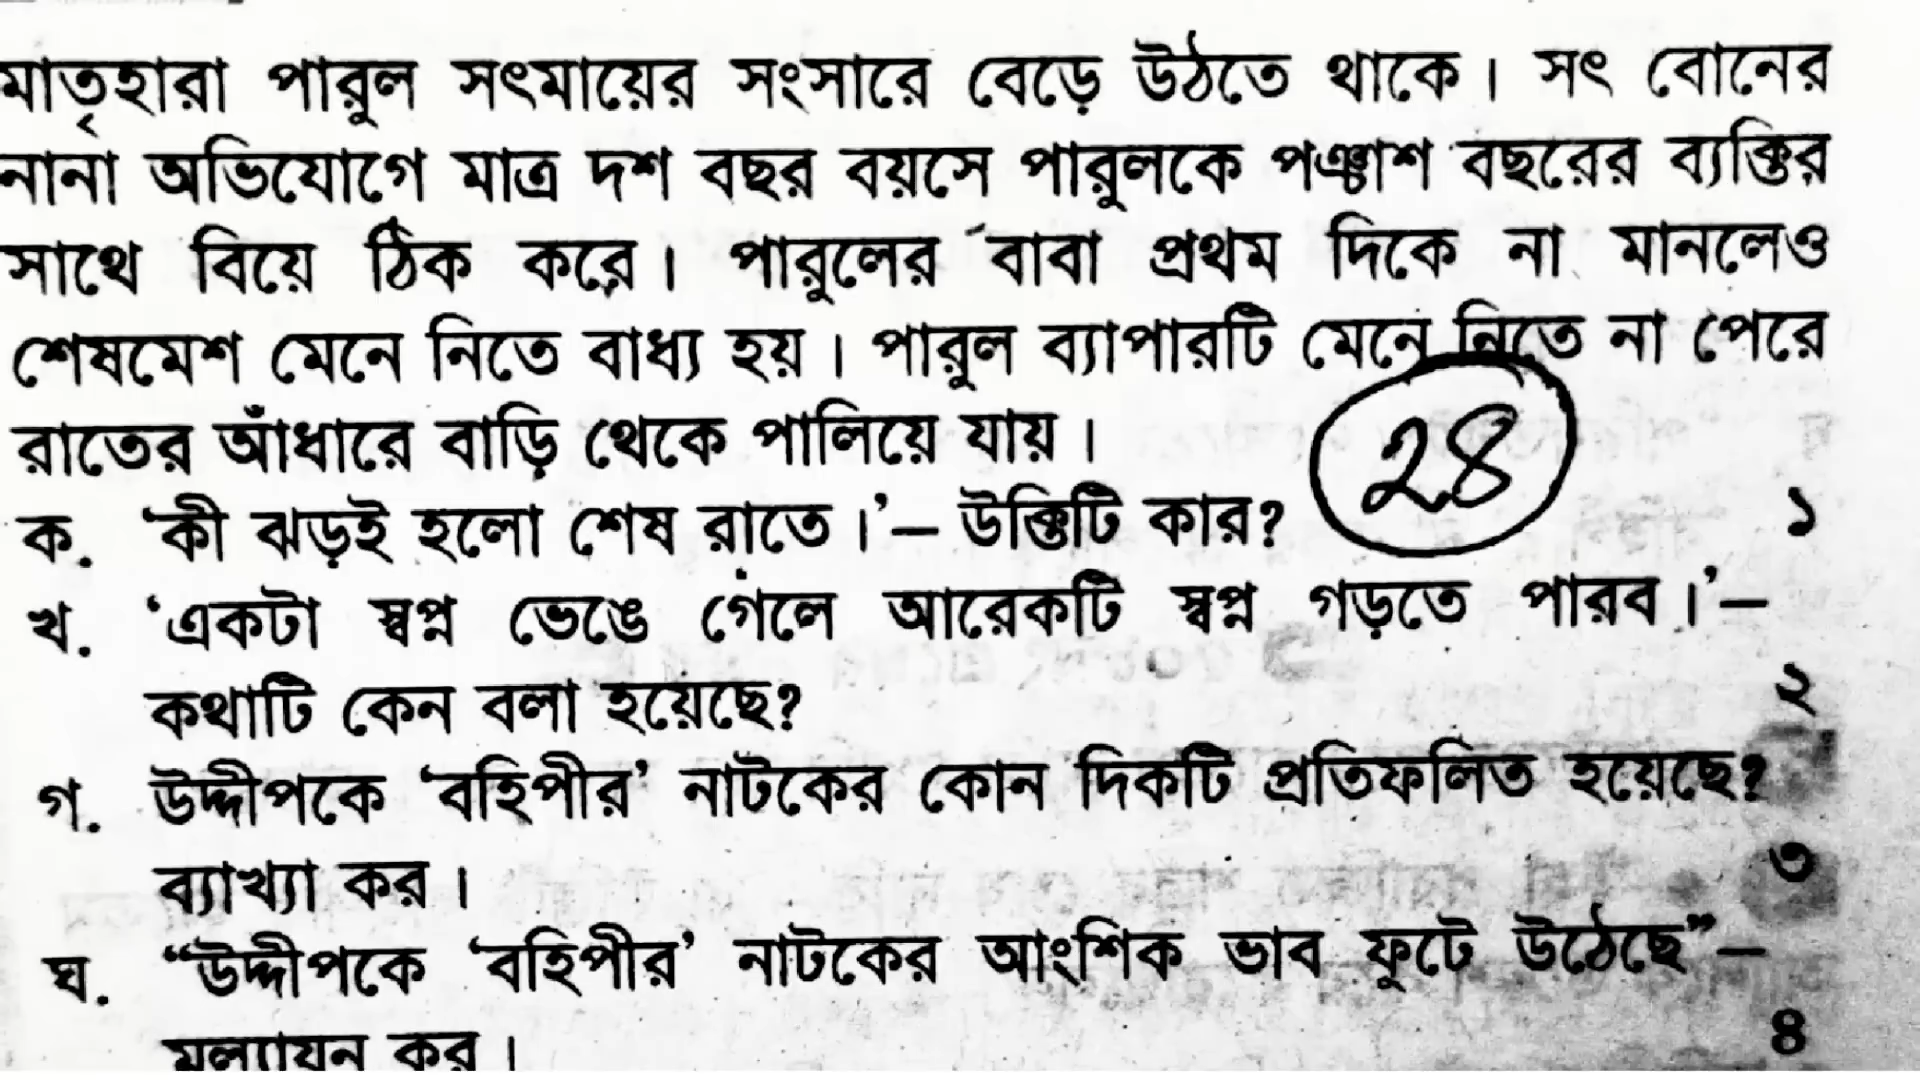 মাতৃহারা পারুল সৎমায়ের সংসারে বেড়ে উঠতে থাকে। সৎ বোনের
নানা অভিযোগে মাত্র দশ বছর বয়সে পারুলকে পঞ্চাশ বছরের ব্যক্তির
সাথে বিয়ে ঠিক করে। পারুলের বাবা প্রথম দিকে না মানলেও
শেষমেশ মেনে নিতে বাধ্য হয়। পারুল ব্যাপারটি মেনে নিতে না পেরে
রাতের আঁধারে বাড়ি থেকে পালিয়ে যায়।
28
ক. 'কী ঝড়ই হলো শেষ রাতে।'– উক্তিটি কার? ১
খ. 'একটা স্বপ্ন ভেঙে গেলে আরেকটি স্বপ্ন গড়তে পারব।'–
কথাটি কেন বলা হয়েছে? ২
গ. উদ্দীপকে 'বহিপীর' নাটকের কোন দিকটি প্রতিফলিত হয়েছে?
ব্যাখ্যা কর। ৩
ঘ. "উদ্দীপকে 'বহিপীর' নাটকের আংশিক ভাব ফুটে উঠেছে"–
মূল্যায়ন কর। ৪